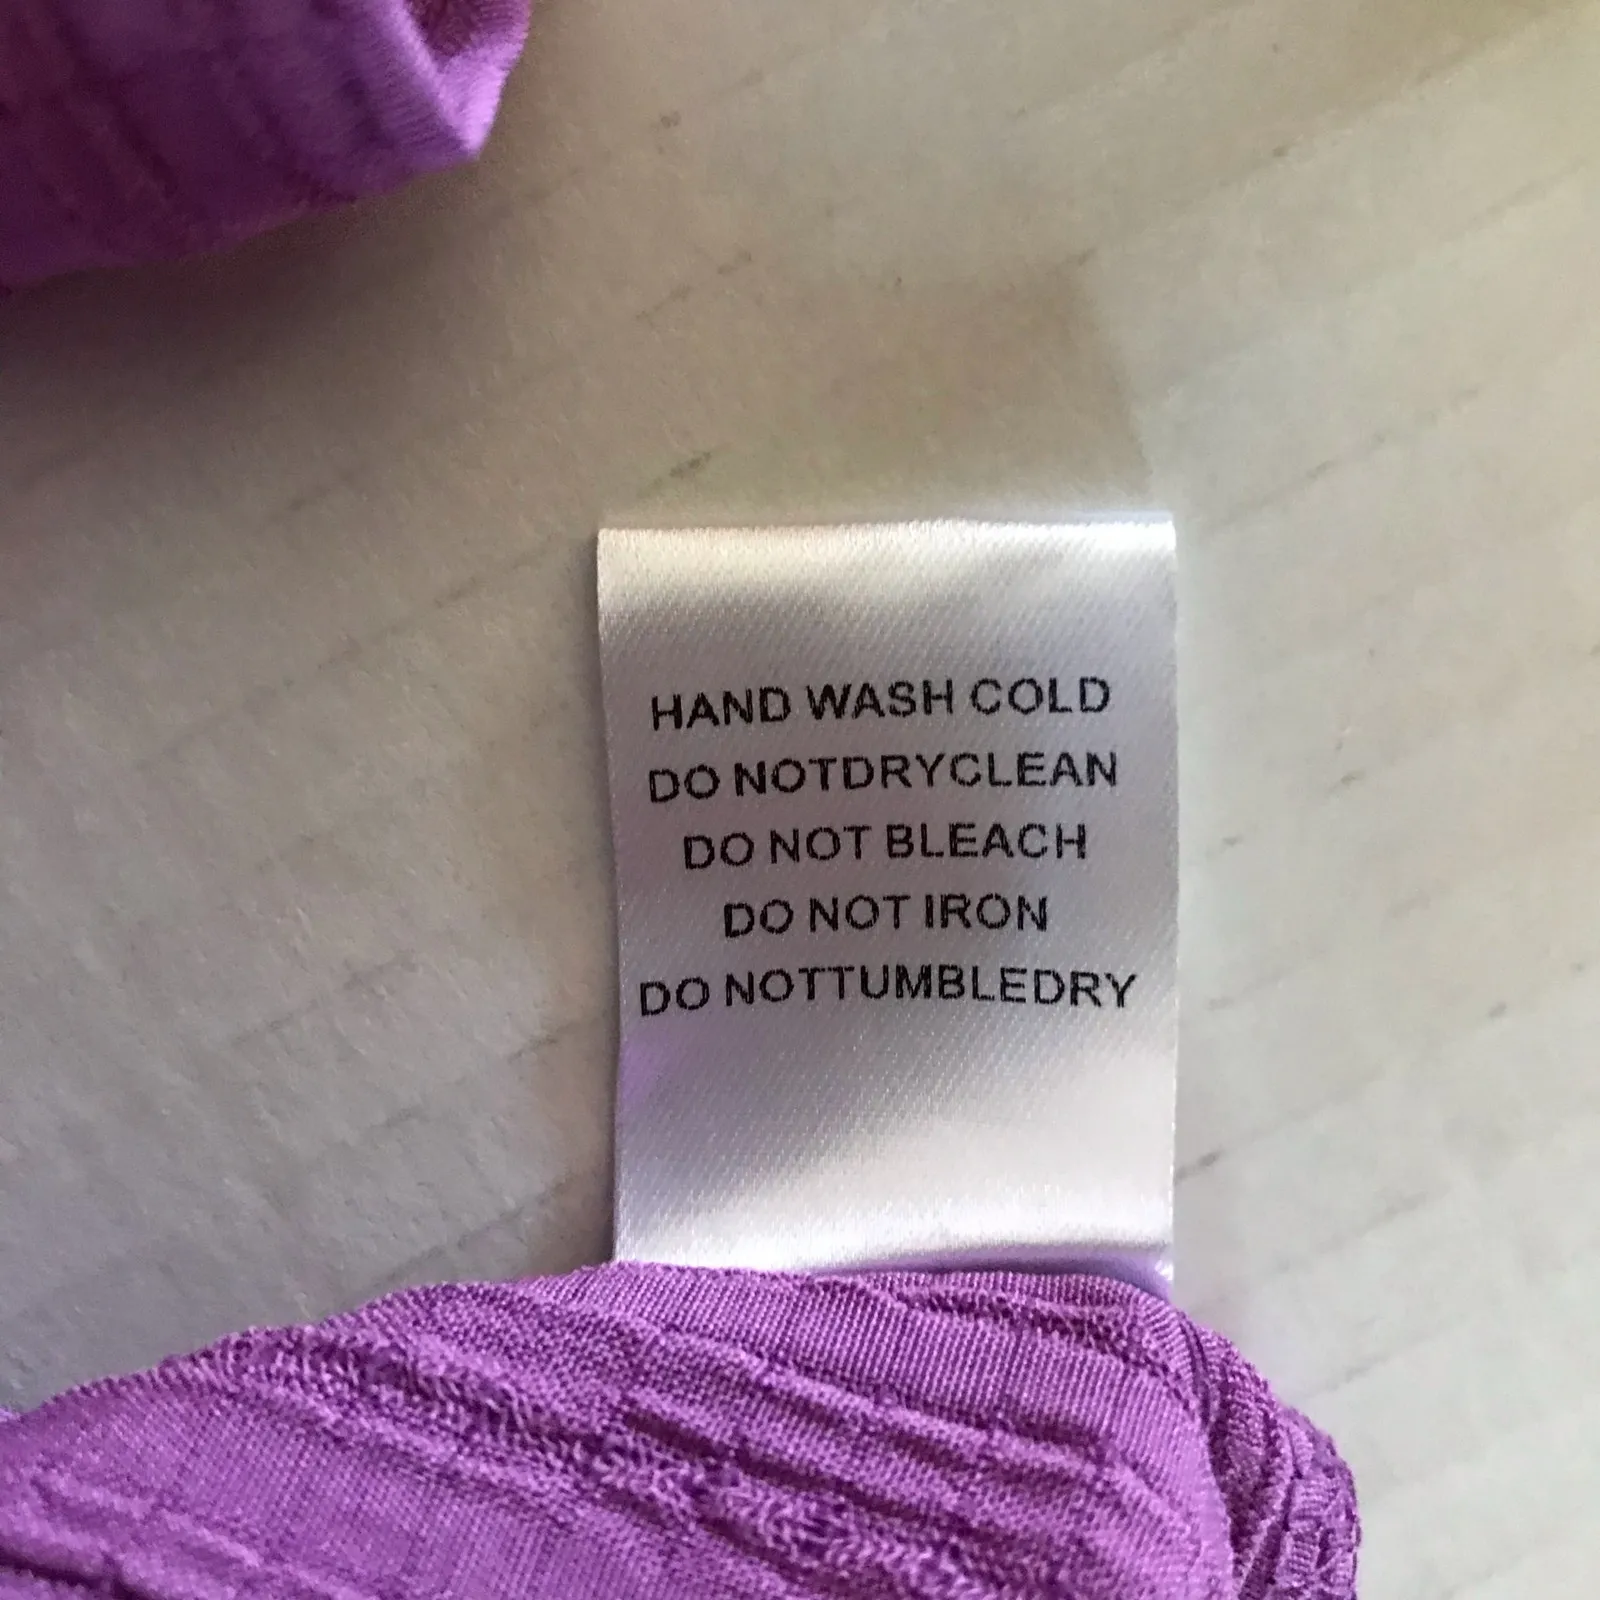 HAND WASH COLD
DO NOTDRYCLEAN
DO NOT BLEACH
DO NOT IRON
DO NOTTUMBLEDRY